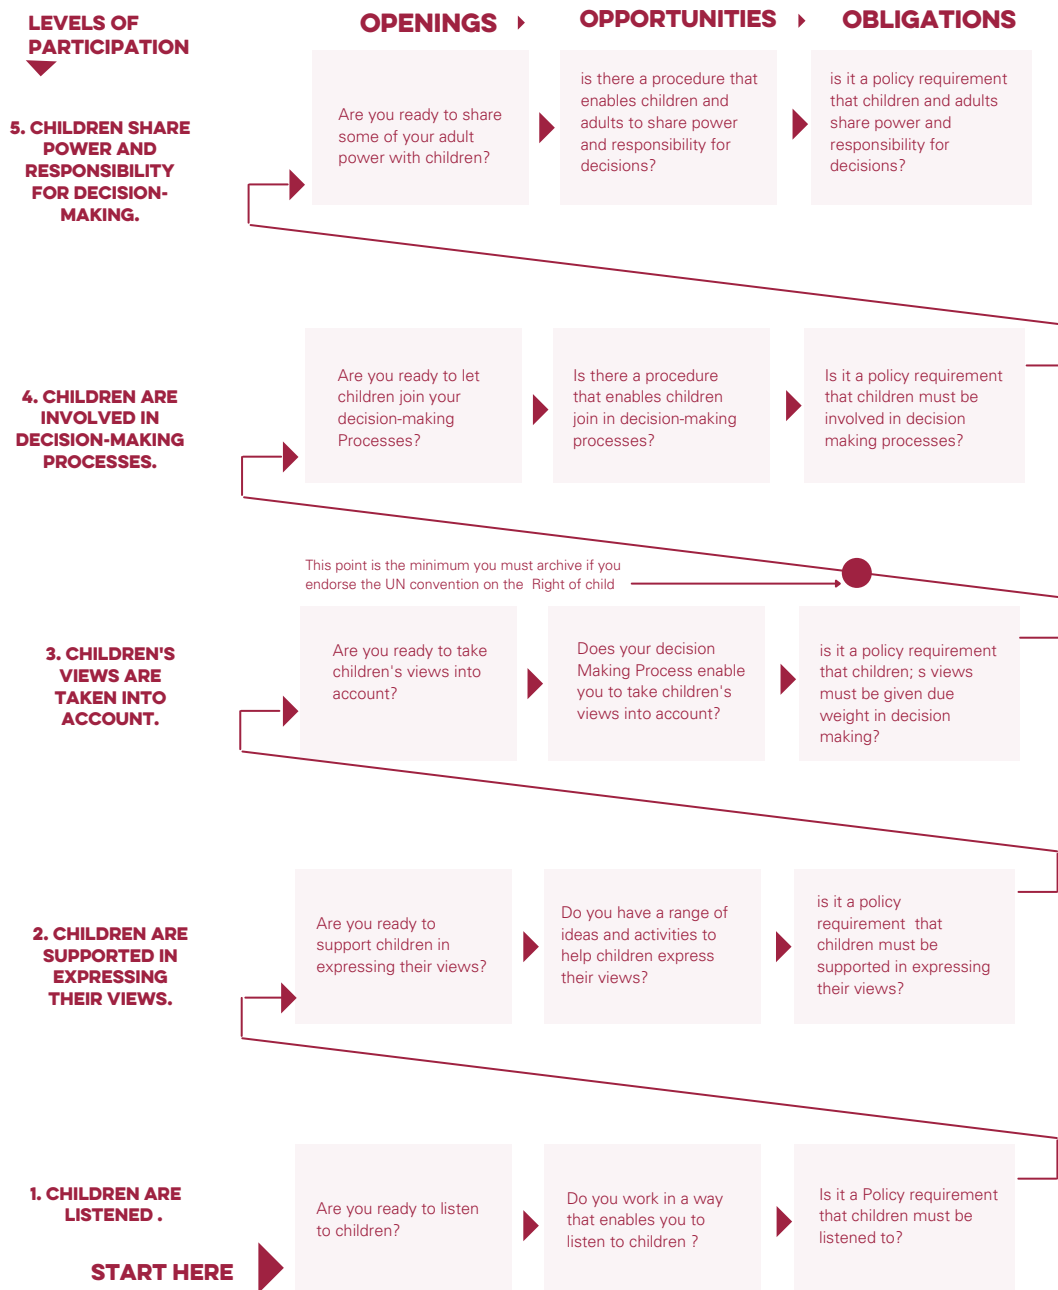 LEVELS OF
PARTICIPATION
OPENINGS
OPPORTUNITIES
OBLIGATIONS
5. CHILDREN SHARE
POWER AND
RESPONSIBILITY
FOR DECISION-
MAKING.
Are you ready to share
some of your adult
power with children?
is there a procedure that
enables children and
adults to share power
and responsibility for
decisions?
is it a policy requirement
that children and adults
share power and
responsibility for
decisions?
4. CHILDREN ARE
INVOLVED IN
DECISION-MAKING
PROCESSES.
Are you ready to let
children join your
decision-making
Processes?
Is there a procedure
that enables children
join in decision-making
processes?
Is it a policy requirement
that children must be
involved in decision
making processes?
This point is the minimum you must archive if you
endorse the UN convention on the Right of child
3. CHILDREN'S
VIEWS ARE
TAKEN INTO
ACCOUNT.
Are you ready to take
children's views into
account?
Does your decision
Making Process enable
you to take children's
views into account?
is it a policy requirement
that children; s views
must be given due
weight in decision
making?
2. CHILDREN ARE
SUPPORTED IN
EXPRESSING
THEIR VIEWS.
Are you ready to
support children in
expressing their views?
Do you have a range of
ideas and activities to
help children express
their views?
is it a policy
requirement that
children must be
supported in expressing
their views?
1. CHILDREN ARE
LISTENED .
Are you ready to listen
to children?
Do you work in a way
that enables you to
listen to children ?
Is it a Policy requirement
that children must be
listened to?
START HERE